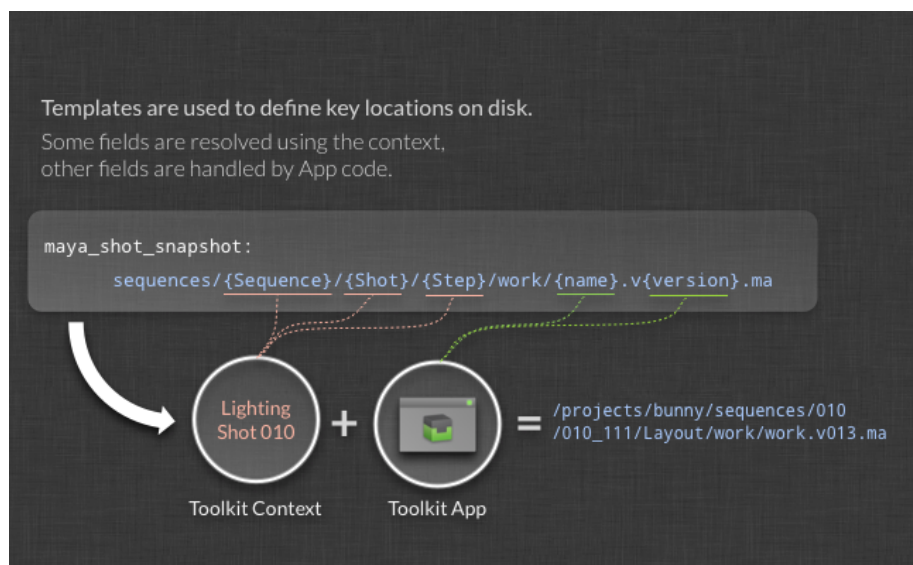 Templates are used to define key locations on disk.
Some fields are resolved using the context,
other fields are handled by App code.
maya_shot_snapshot:
sequences/{Sequence}/{Shot}/{Step}/work/{name}.v{version}.ma
Lighting
Shot 010
+
=
/projects/bunny/sequences/010
/010_111/Layout/work/work.v013.ma
Toolkit Context
Toolkit App